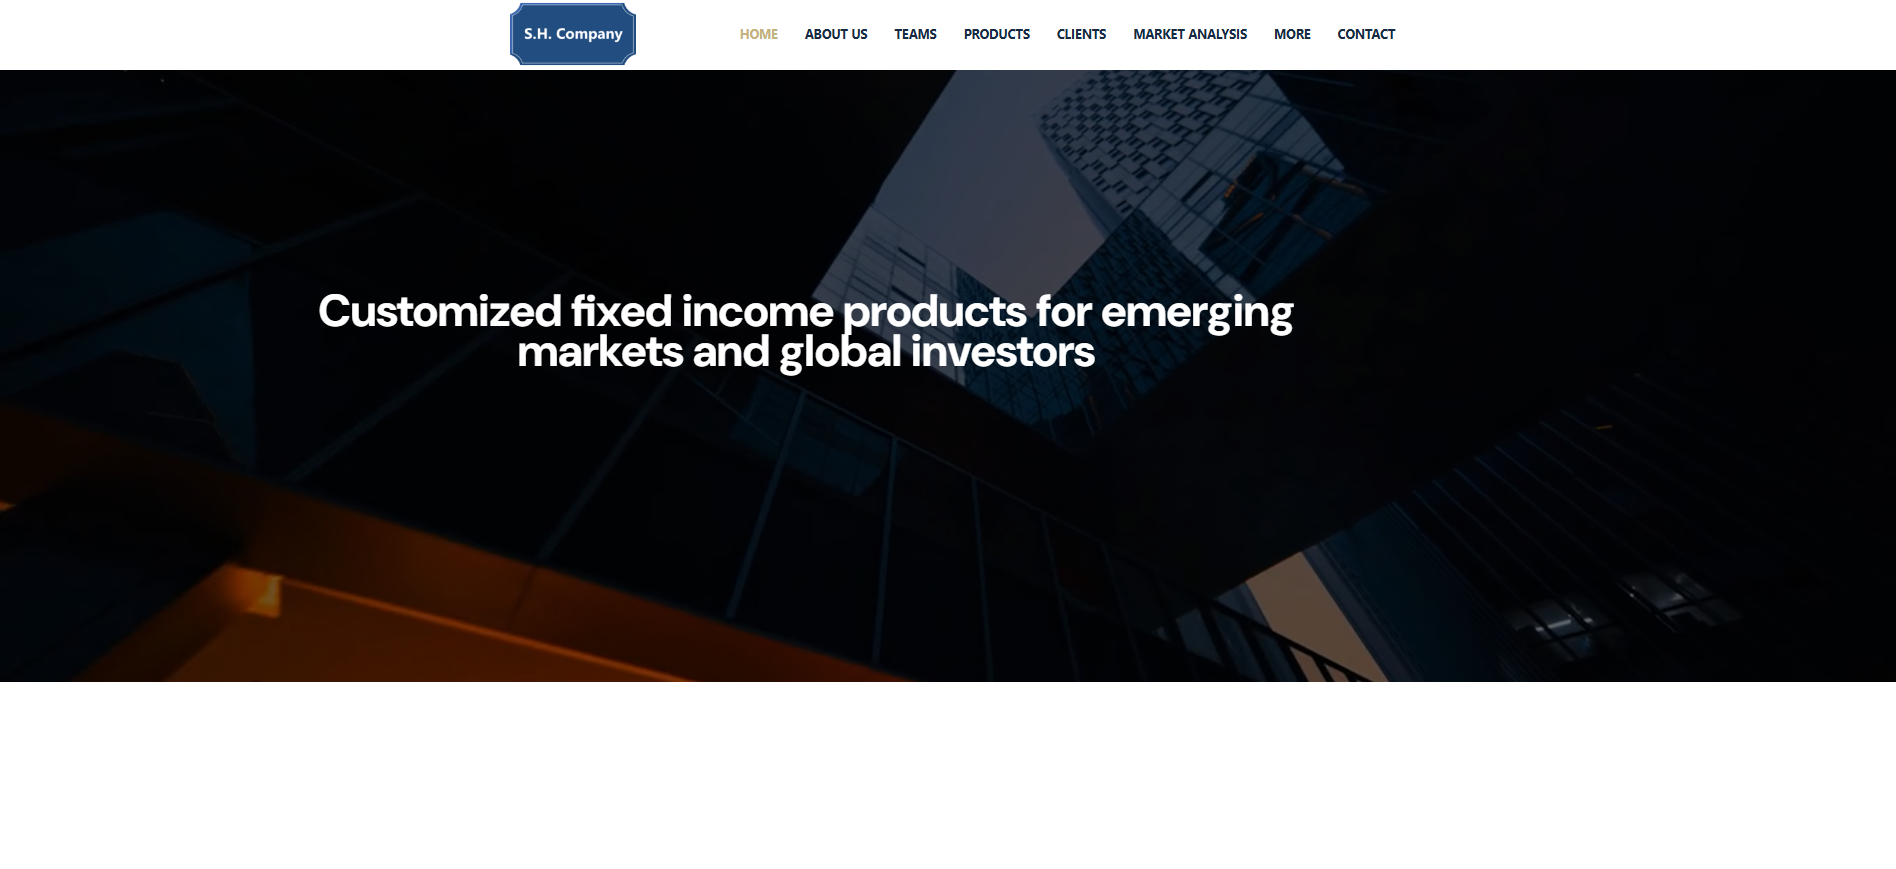 S.H. Company
HOME ABOUT US TEAMS PRODUCTS CLIENTS MARKET ANALYSIS MORE CONTACT
Customized fixed income products for emerging
markets and global investors